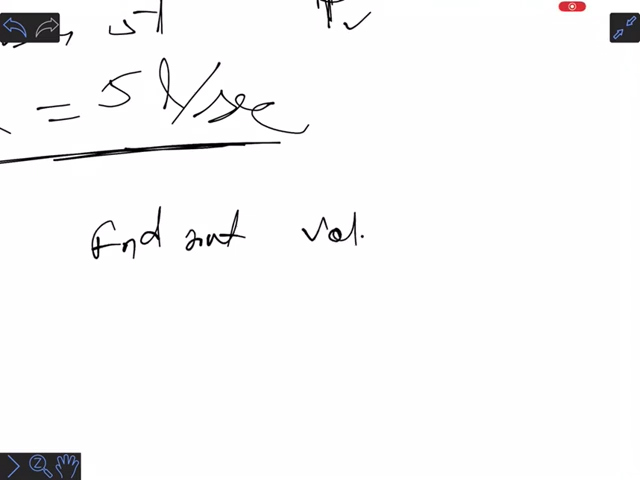 = 5 l/sec
Find out Vol.